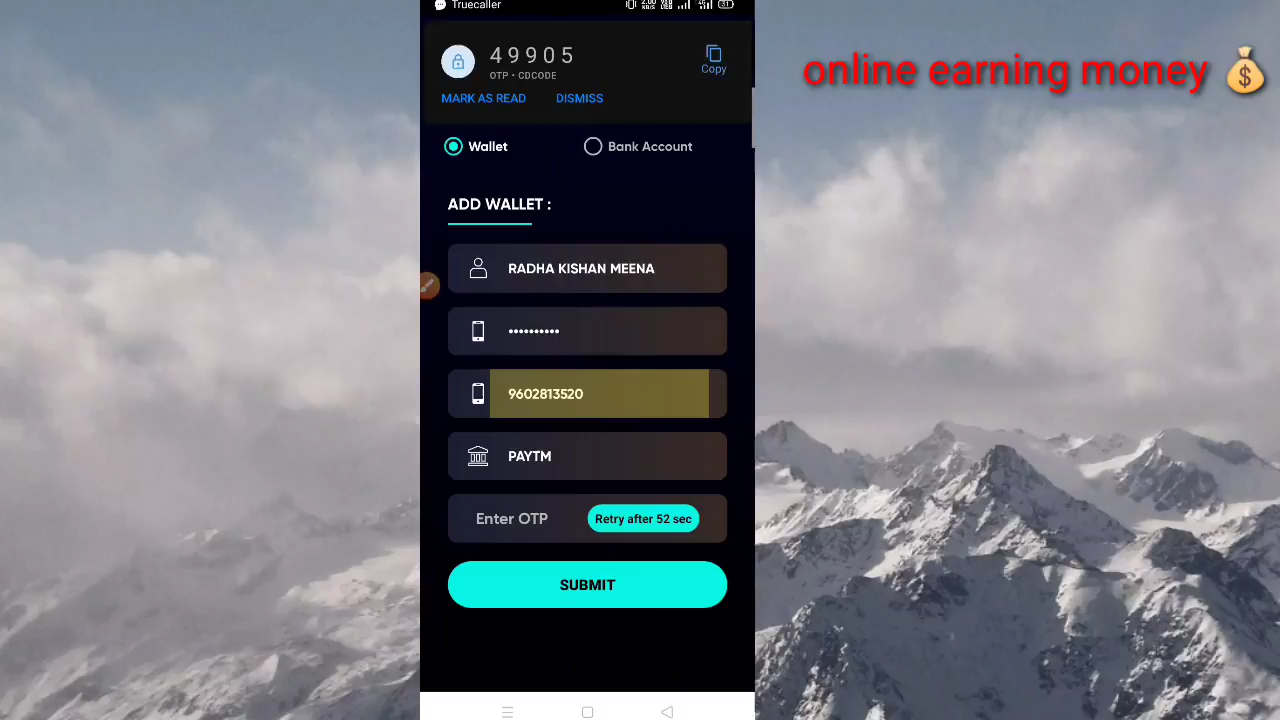 Truecaller
online earning money 💰
49905
OTP • CDCODE
Copy
MARK AS READ DISMISS
Wallet Bank Account
ADD WALLET :
RADHA KISHAN MEENA
••••••••••
9602813520
PAYTM
Enter OTP Retry after 52 sec
SUBMIT